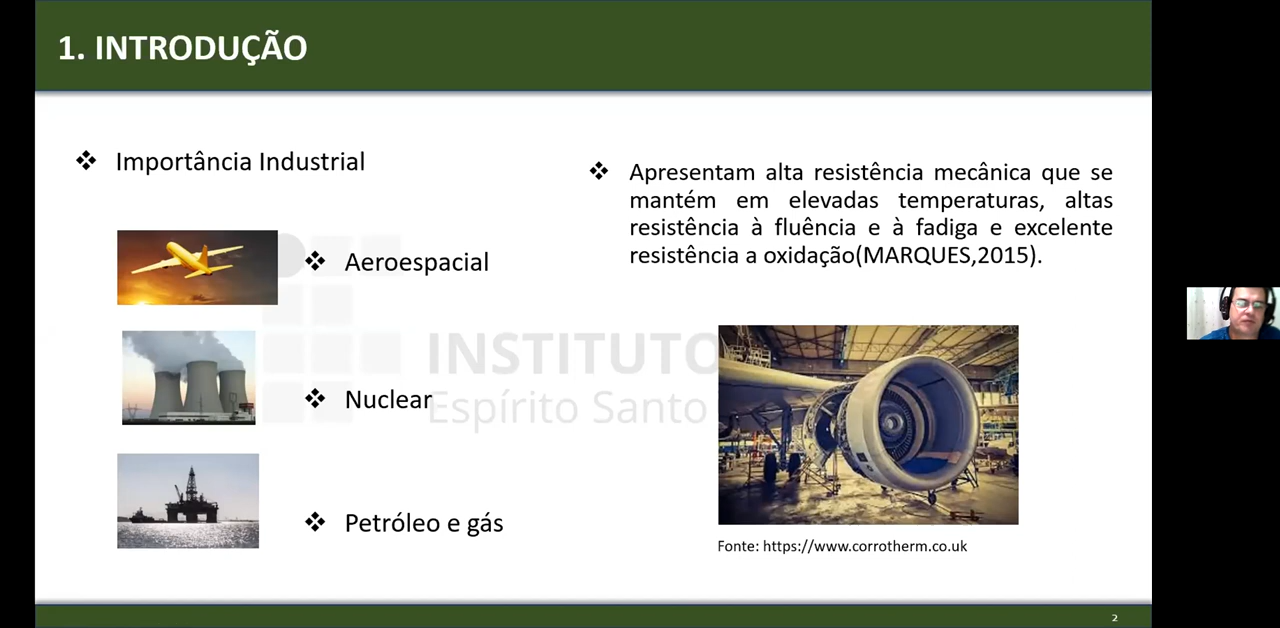 1. INTRODUÇÃO
❖ Importância Industrial
❖ Aeroespacial
❖ Nuclear
❖ Petróleo e gás
❖ Apresentam alta resistência mecânica que se
mantém em elevadas temperaturas, altas
resistência à fluência e à fadiga e excelente
resistência a oxidação(MARQUES,2015).
INSTITUTO
Espírito Santo
Fonte: https://www.corrotherm.co.uk
2